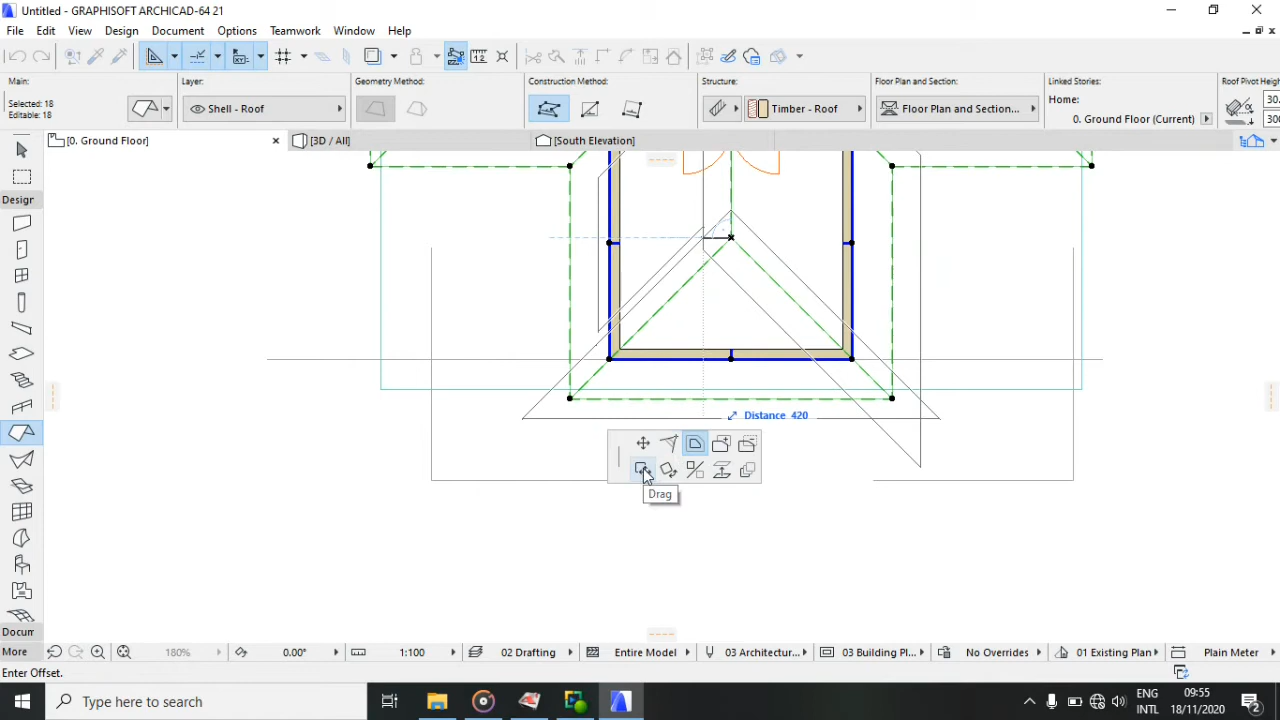 Untitled - GRAPHISOFT ARCHICAD-64 21
File Edit View Design Document Options Teamwork Window Help
Main: Layer: Geometry Method: Construction Method: Structure: Floor Plan and Section: Linked Stories: Roof Pivot Heig
Selected: 18
Editable: 18
Shell - Roof
Timber - Roof
Floor Plan and Section...
Home:
0. Ground Floor (Current)
30.
300
[0. Ground Floor]
[3D / All]
[South Elevation]
Design
Distance 420
Drag
Docum
More
180%
0.00°
1:100
02 Drafting
Entire Model
03 Architectur...
03 Building Pl...
No Overrides
01 Existing Plan
Plain Meter
Enter Offset.
Type here to search
ENG
INTL
09:55
18/11/2020
2